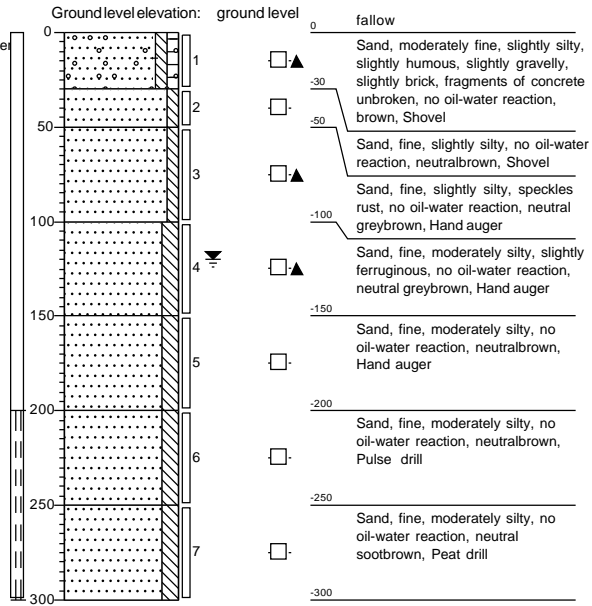 Ground level elevation: ground level
er
0
50
100
150
200
250
300
1
2
3
4
5
6
7
0
fallow
Sand, moderately fine, slightly silty,
slightly humous, slightly gravelly,
slightly brick, fragments of concrete
unbroken, no oil-water reaction,
brown, Shovel
-30
Sand, fine, slightly silty, no oil-water
reaction, neutralbrown, Shovel
-50
Sand, fine, slightly silty, speckles
rust, no oil-water reaction, neutral
greybrown, Hand auger
-100
Sand, fine, moderately silty, slightly
ferruginous, no oil-water reaction,
neutral greybrown, Hand auger
-150
Sand, fine, moderately silty, no
oil-water reaction, neutralbrown,
Hand auger
-200
Sand, fine, moderately silty, no
oil-water reaction, neutralbrown,
Pulse drill
-250
Sand, fine, moderately silty, no
oil-water reaction, neutral
sootbrown, Peat drill
-300